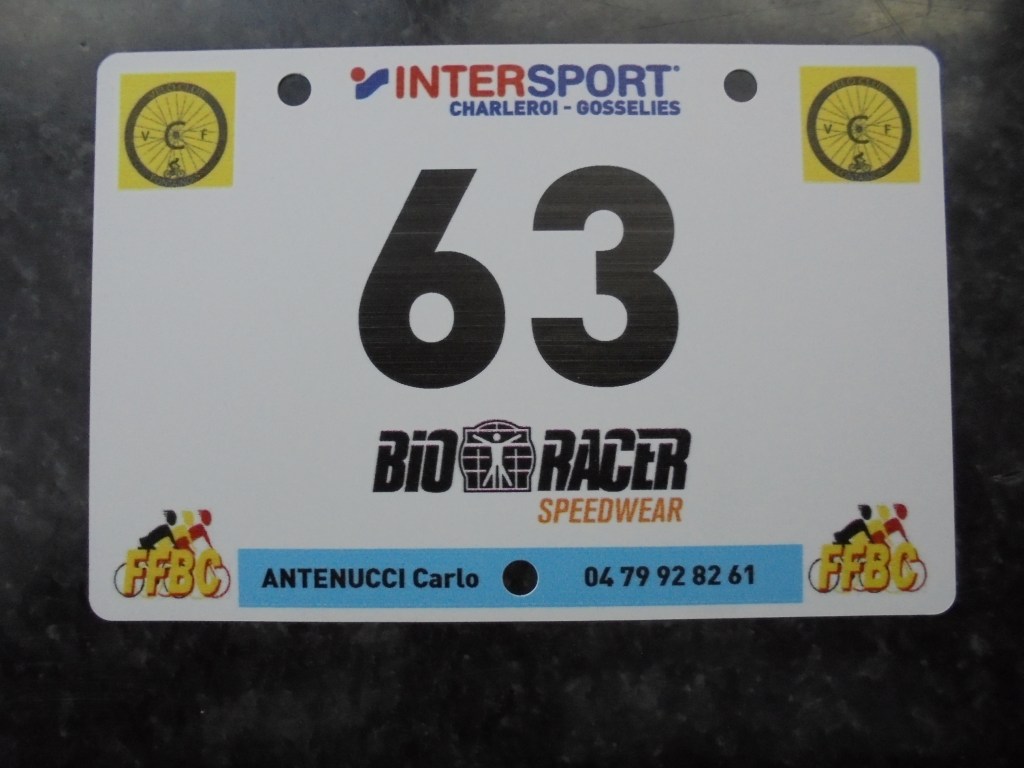 INTERSPORT
CHARLEROI - GOSSELIES
V C F
V C F
63
BIO RACER
SPEEDWEAR
FFBC
ANTENUCCI Carlo 04 79 92 82 61
FFBC